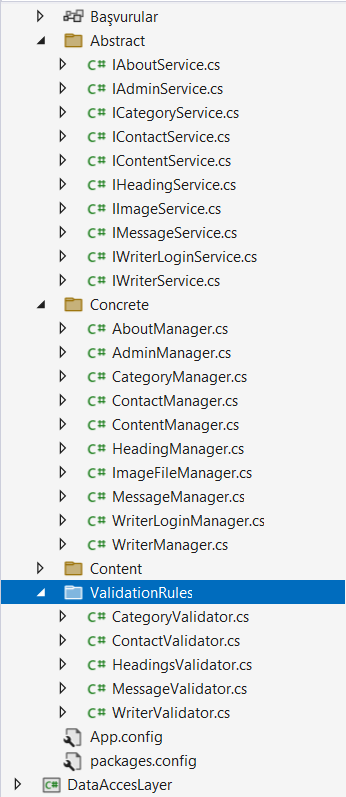 Başvurular
Abstract
C# IAboutService.cs
C# IAdminService.cs
C# ICategoryService.cs
C# IContactService.cs
C# IContentService.cs
C# IHeadingService.cs
C# IImageService.cs
C# IMessageService.cs
C# IWriterLoginService.cs
C# IWriterService.cs
Concrete
C# AboutManager.cs
C# AdminManager.cs
C# CategoryManager.cs
C# ContactManager.cs
C# ContentManager.cs
C# HeadingManager.cs
C# ImageFileManager.cs
C# MessageManager.cs
C# WriterLoginManager.cs
C# WriterManager.cs
Content
ValidationRules
C# CategoryValidator.cs
C# ContactValidator.cs
C# HeadingsValidator.cs
C# MessageValidator.cs
C# WriterValidator.cs
App.config
packages.config
C# DataAccesLayer